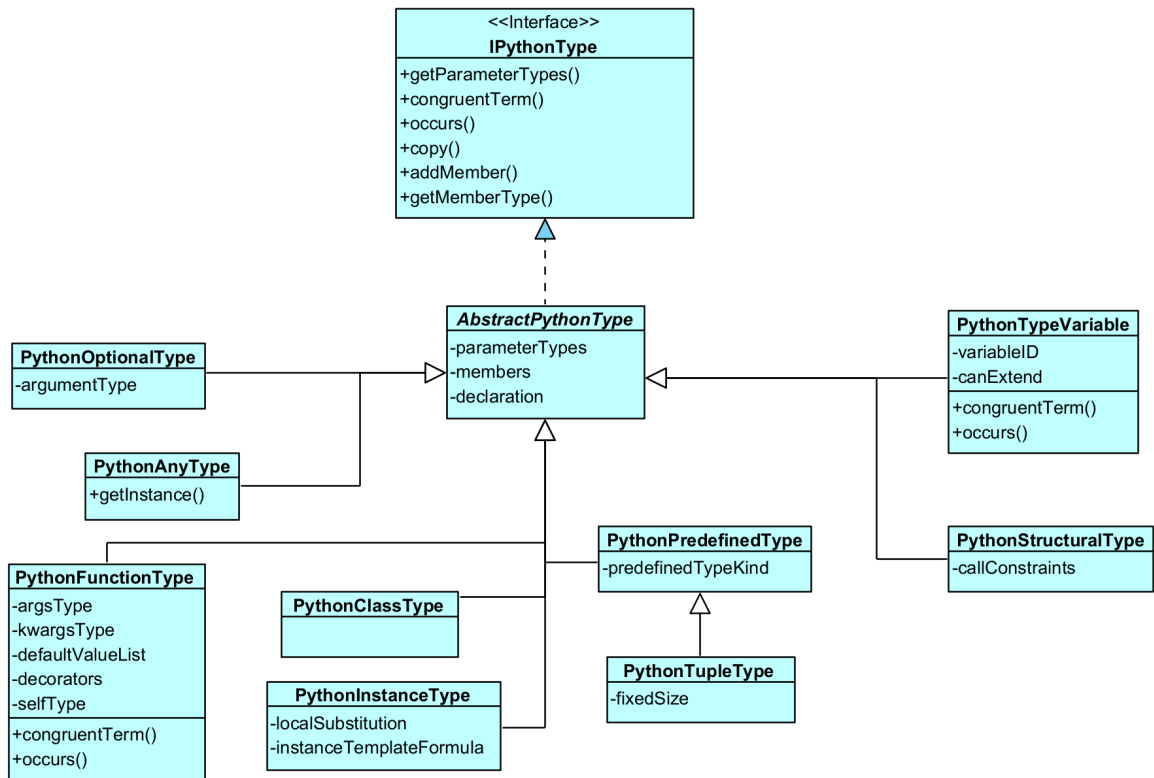 <<Interface>>
IPythonType
+getParameterTypes()
+congruentTerm()
+occurs()
+copy()
+addMember()
+getMemberType()
AbstractPythonType
-parameterTypes
-members
-declaration
PythonTypeVariable
-variableID
-canExtend
+congruentTerm()
+occurs()
PythonOptionalType
-argumentType
PythonAnyType
+getInstance()
PythonPredefinedType
-predefinedTypeKind
PythonStructuralType
-callConstraints
PythonFunctionType
-argsType
-kwargsType
-defaultValueList
-decorators
-selfType
+congruentTerm()
+occurs()
PythonClassType
PythonInstanceType
-localSubstitution
-instanceTemplateFormula
PythonTupleType
-fixedSize